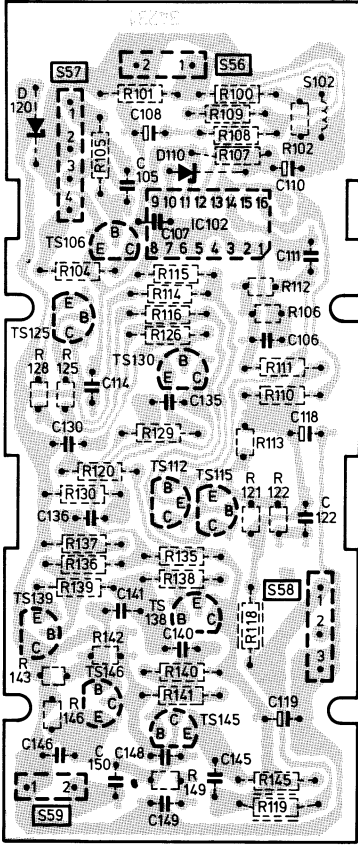 S57
2 1
S56
D
120
R101
R100
S102
1
2
3
4
C108
R109
R108
R105
D110
R107
R102
C
105
C110
9 10 11 12 13 14 15 16
IC102
C107
8 7 6 5 4 3 2 1
TS106
B
E C
C111
R104
R115
R114
R112
E
B
C
TS125
R116
R106
R126
C106
TS130
B
E C
R
128
R
125
C114
R111
C135
R110
C130
R129
C118
R113
R120
TS112
B
E
C
TS115
E
B
C
R
121
R
122
C
122
R130
C136
R137
R136
R135
R139
R138
S58
TS139
E
B
C
C141
TS
138
E
B C
R118
1
2
3
R142
C140
R
143
TS146
B
C
E
R140
R141
R
146
C119
C
B E
TS145
C146
C
150
C148
C145
R
149
R145
C149
R119
1 2
S59